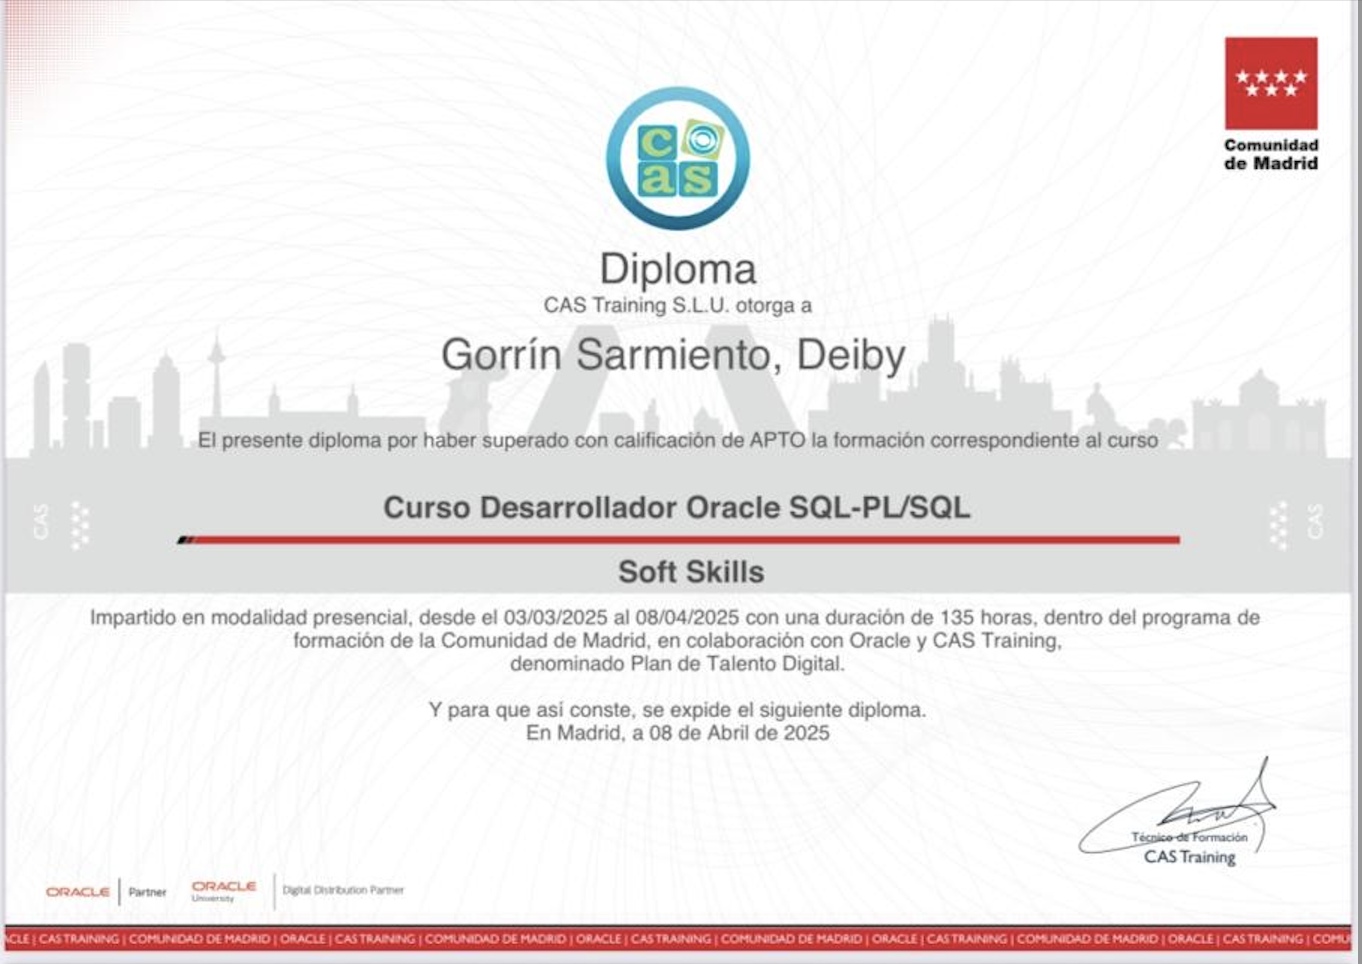 Comunidad
de Madrid
c
as
Diploma
CAS Training S.L.U. otorga a
Gorrín Sarmiento, Deiby
El presente diploma por haber superado con calificación de APTO la formación correspondiente al curso
CAS
CAS
Curso Desarrollador Oracle SQL-PL/SQL
Soft Skills
Impartido en modalidad presencial, desde el 03/03/2025 al 08/04/2025 con una duración de 135 horas, dentro del programa de
formación de la Comunidad de Madrid, en colaboración con Oracle y CAS Training,
denominado Plan de Talento Digital.
Y para que así conste, se expide el siguiente diploma.
En Madrid, a 08 de Abril de 2025
Técnico de Formación
CAS Training
ORACLE | Partner
ORACLE
University
Digital Distribution Partner
ACLE | CAS TRAINING | COMUNIDAD DE MADRID | ORACLE | CAS TRAINING | COMUNIDAD DE MADRID | ORACLE | CAS TRAINING | COMUNIDAD DE MADRID | ORACLE | CAS TRAINING | COMUNIDAD DE MADRID | ORACLE | CAS TRAINING | COMU